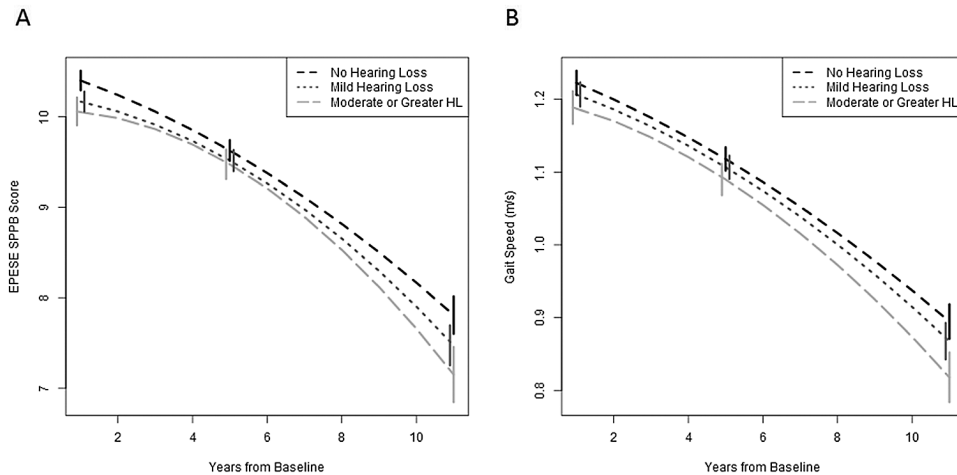 A
No Hearing Loss
Mild Hearing Loss
Moderate or Greater HL
EPESE SPPB Score
10
9
8
7
2
4
6
8
10
Years from Baseline
B
No Hearing Loss
Mild Hearing Loss
Moderate or Greater HL
Gait Speed (m/s)
1.2
1.1
1.0
0.9
0.8
2
4
6
8
10
Years from Baseline